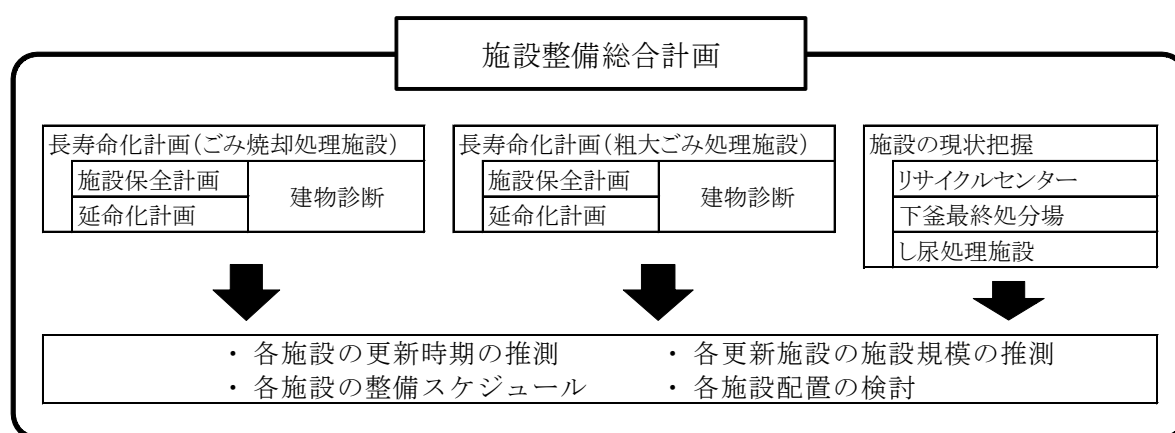 施設整備総合計画
長寿命化計画(ごみ焼却処理施設)
施設保全計画
延命化計画
建物診断
長寿命化計画(粗大ごみ処理施設)
施設保全計画
延命化計画
建物診断
施設の現状把握
リサイクルセンター
下釜最終処分場
し尿処理施設
・ 各施設の更新時期の推測
・ 各更新施設の施設規模の推測
・ 各施設の整備スケジュール
・ 各施設配置の検討